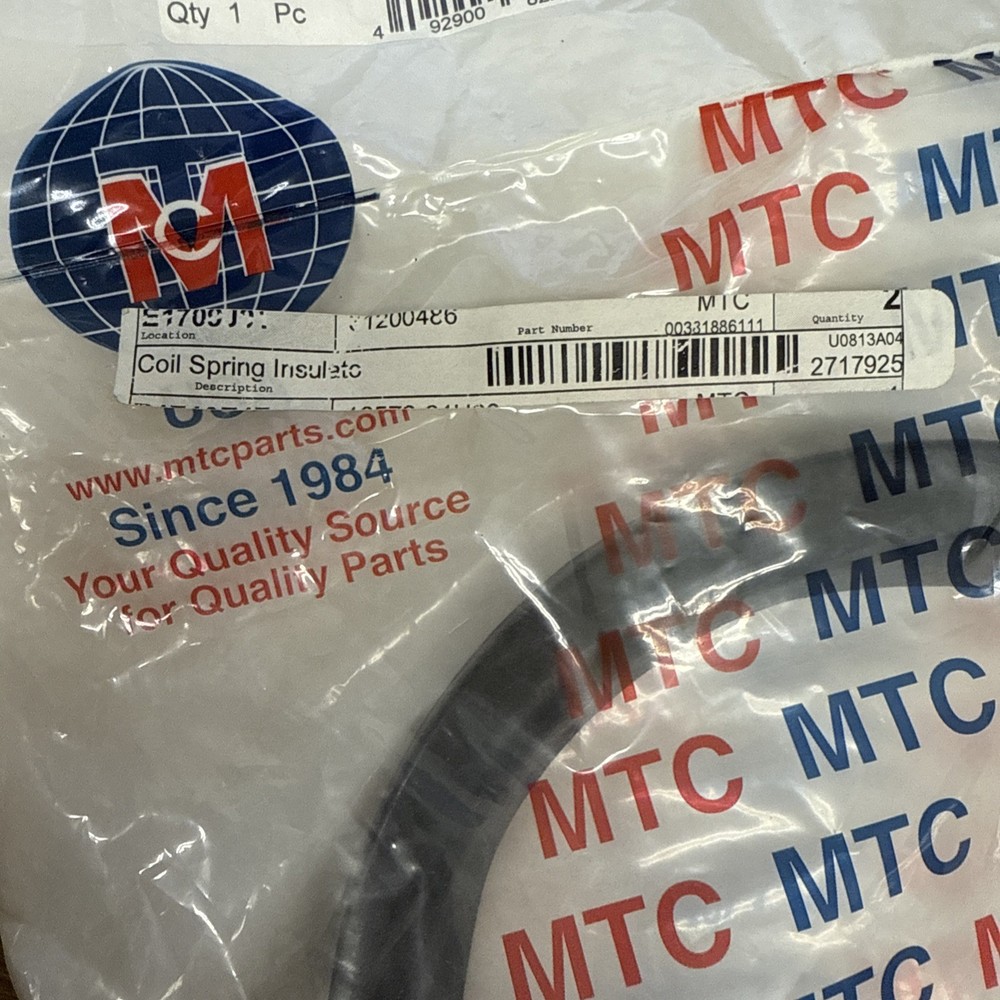 Qty 1 Pc
4 92900
MTC
MTC
MTC
MTC 2
Location
Part Number
00331886111
Quantity
U0813A04
Coil Spring Insulato
2717925
Description
www.mtcparts.com
Since 1984
Your Quality Source
for Quality Parts
MTC
MTC
MTC
MTC
MTC
MTC
MTC
MTC
MTC
MTC